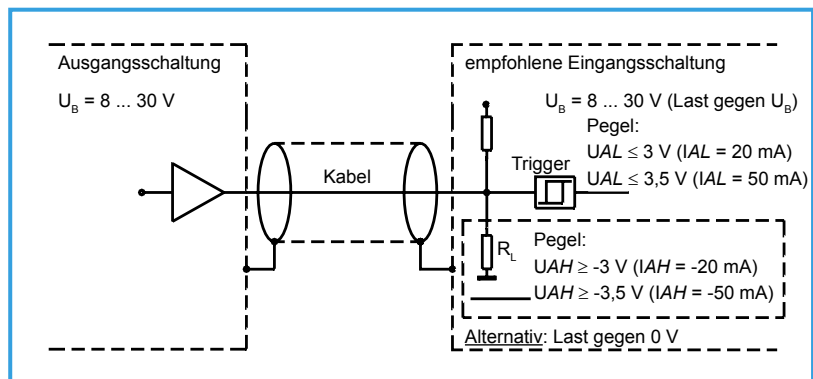 Ausgangsschaltung
U_B = 8 ... 30 V
Kabel
empfohlene Eingangsschaltung
U_B = 8 ... 30 V (Last gegen U_B)
Pegel:
UAL ≤ 3 V (IAL = 20 mA)
UAL ≤ 3,5 V (IAL = 50 mA)
Trigger
R_L
Pegel:
UAH ≥ -3 V (IAH = -20 mA)
UAH ≥ -3,5 V (IAH = -50 mA)
Alternativ: Last gegen 0 V